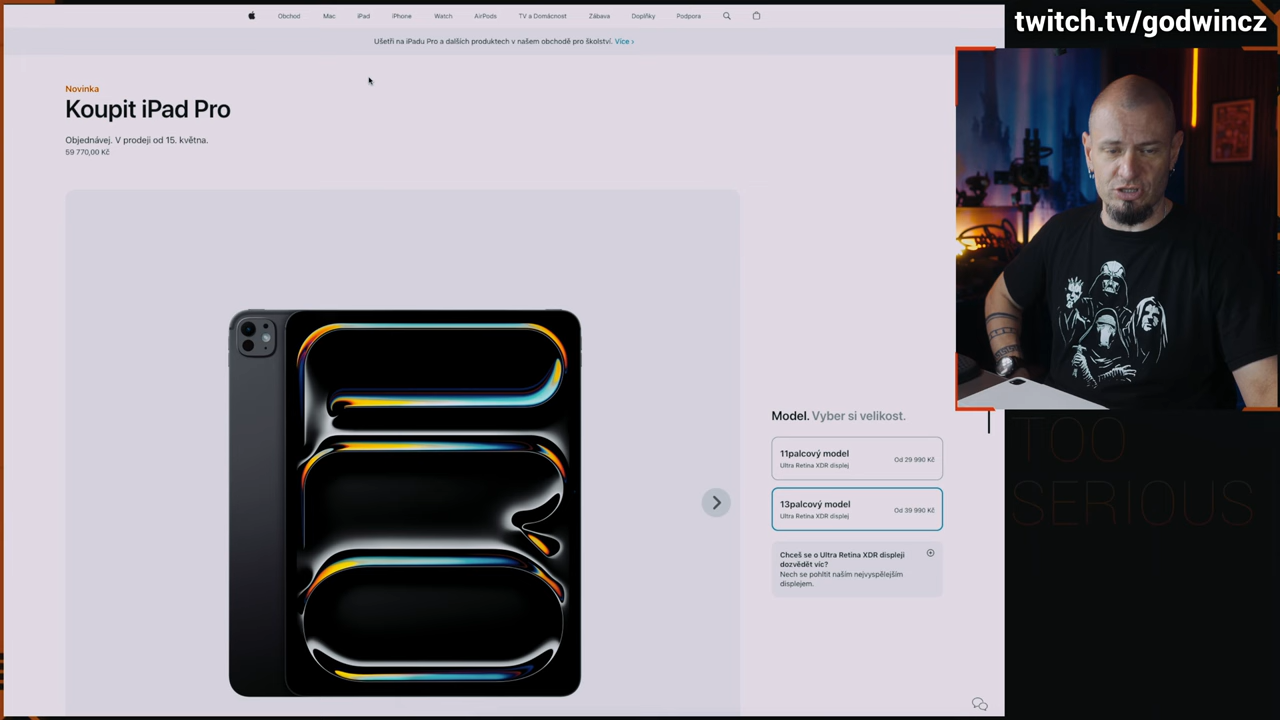 Obchod Mac iPad iPhone Watch AirPods TV a Domácnost Zábava Doplňky Podpora
twitch.tv/godwincz
Ušetři na iPadu Pro a dalších produktech v našem obchodě pro školství. Více ›
Novinka
Koupit iPad Pro
Objednávej. V prodeji od 15. května.
59 770,00 Kč
Model. Vyber si velikost.
11palcový model
Ultra Retina XDR displej
Od 29 990 Kč
13palcový model
Ultra Retina XDR displej
Od 39 990 Kč
Chceš se o Ultra Retina XDR displeji
dozvědět víc?
Nech se pohltit naším nejvyspělejším
displejem.
TOO
SERIOUS